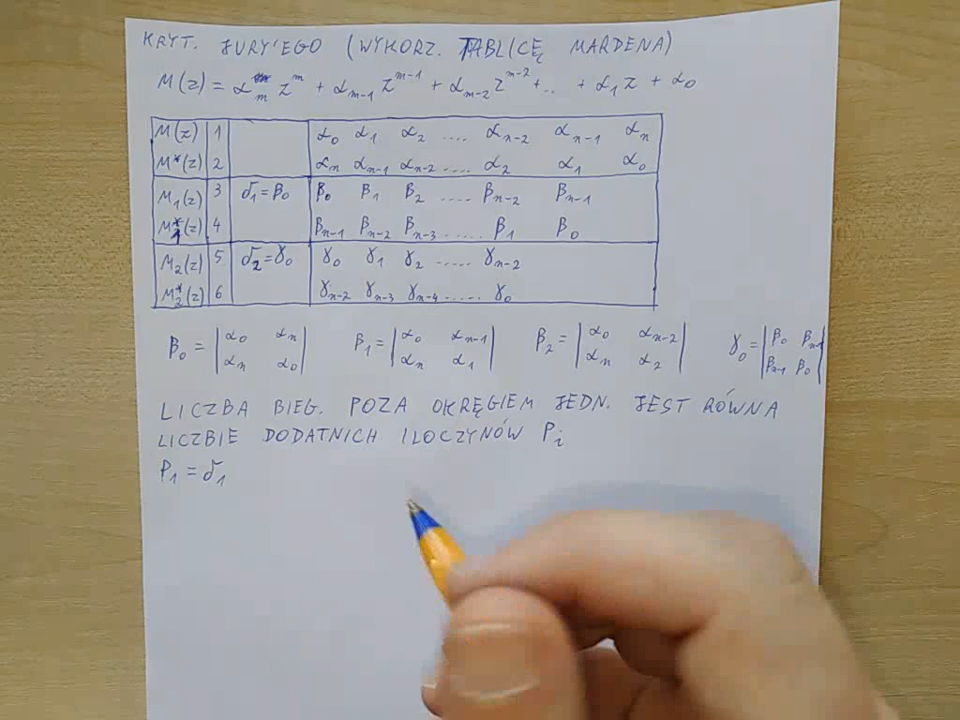 KRYT. JURY'EGO (WYKORZ. TABLICĘ MARDENA)
M(z) = α_m z^m + α_{m-1} z^{m-1} + α_{m-2} z^{m-2} + .. + α_1 z + α_0
M(z) 1 α_0 α_1 α_2 .... α_{n-2} α_{n-1} α_n
M*(z) 2 α_n α_{n-1} α_{n-2} .... α_2 α_1 α_0
M_1(z) 3 δ_1=β_0 β_0 β_1 β_2 .... β_{n-2} β_{n-1}
M*_1(z) 4 β_{n-1} β_{n-2} β_{n-3} ..... β_1 β_0
M_2(z) 5 δ_2=γ_0 γ_0 γ_1 γ_2 ..... γ_{n-2}
M*_2(z) 6 γ_{n-2} γ_{n-3} γ_{n-4} ..... γ_0
β_0 = |α_0 α_n| β_1 = |α_0 α_{n-1}| β_2 = |α_0 α_{n-2}| γ_0 = |β_0 β_{n-1}|
|α_n α_0| |α_n α_1| |α_n α_2| |β_{n-1} β_0|
LICZBA BIEG. POZA OKRĘGIEM JEDN. JEST RÓWNA
LICZBIE DODATNICH ILOCZYNÓW P_i
P_1 = δ_1